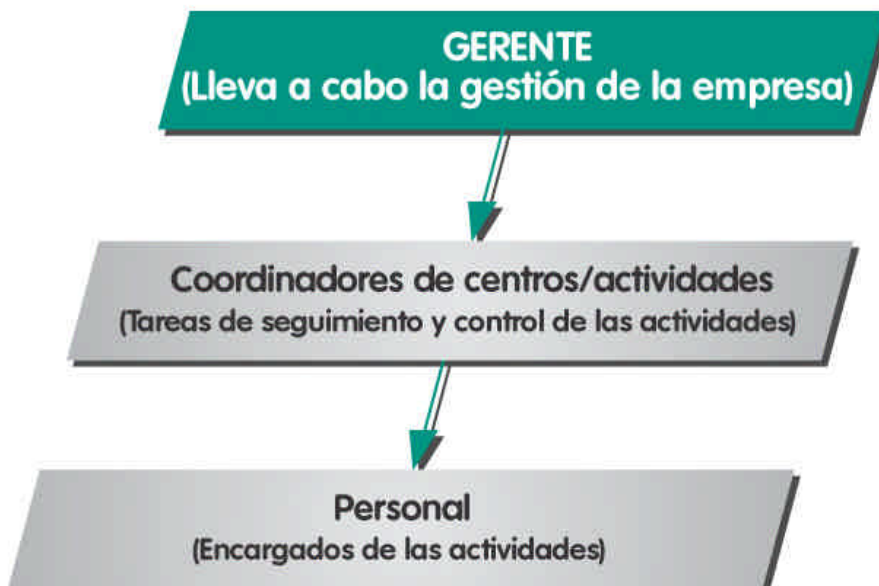 GERENTE
(Lleva a cabo la gestión de la empresa)
Coordinadores de centros/actividades
(Tareas de seguimiento y control de las actividades)
Personal
(Encargados de las actividades)